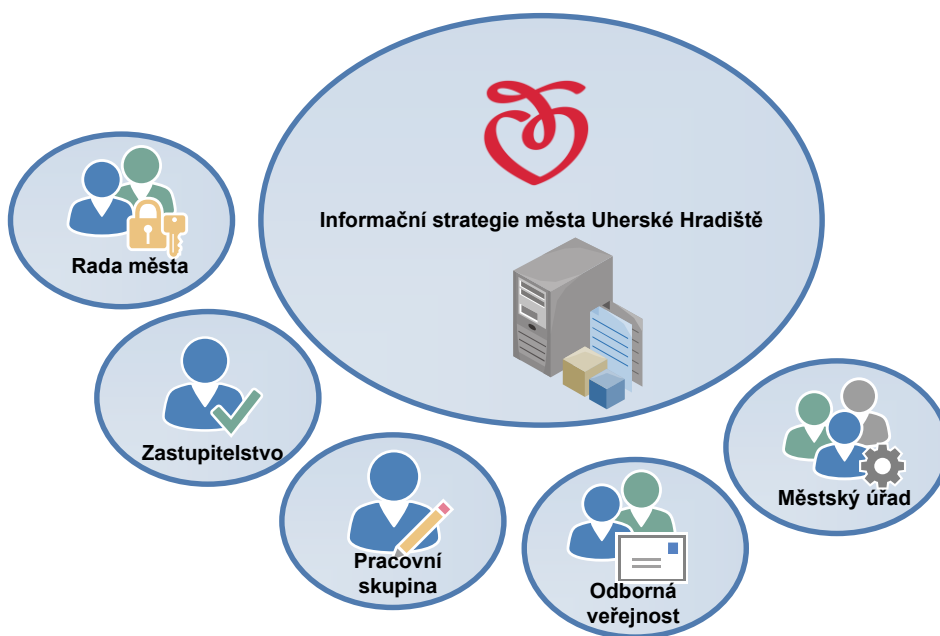 Informační strategie města Uherské Hradiště
Rada města
Zastupitelstvo
Pracovní
skupina
Odborná
veřejnost
Městský úřad